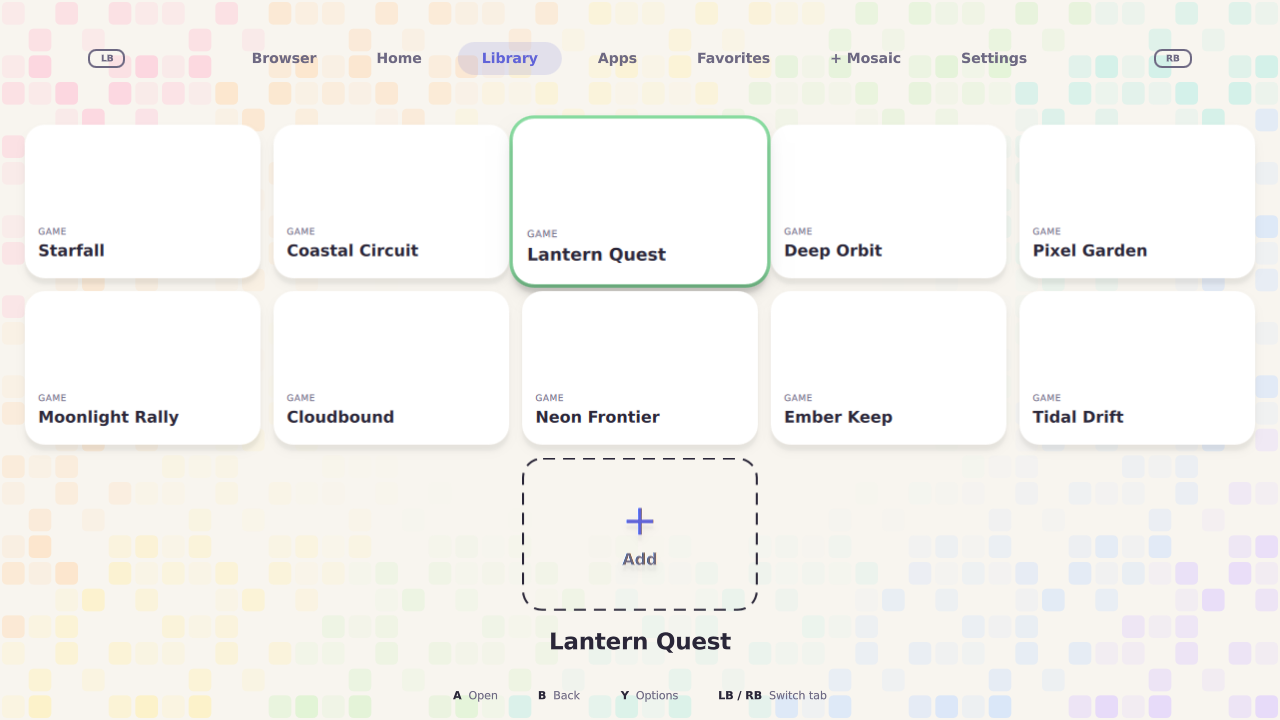 LB Browser Home Library Apps Favorites + Mosaic Settings RB
GAME GAME GAME GAME GAME
Starfall Coastal Circuit Lantern Quest Deep Orbit Pixel Garden
GAME GAME GAME GAME GAME
Moonlight Rally Cloudbound Neon Frontier Ember Keep Tidal Drift
+
Add
Lantern Quest
A Open B Back Y Options LB / RB Switch tab